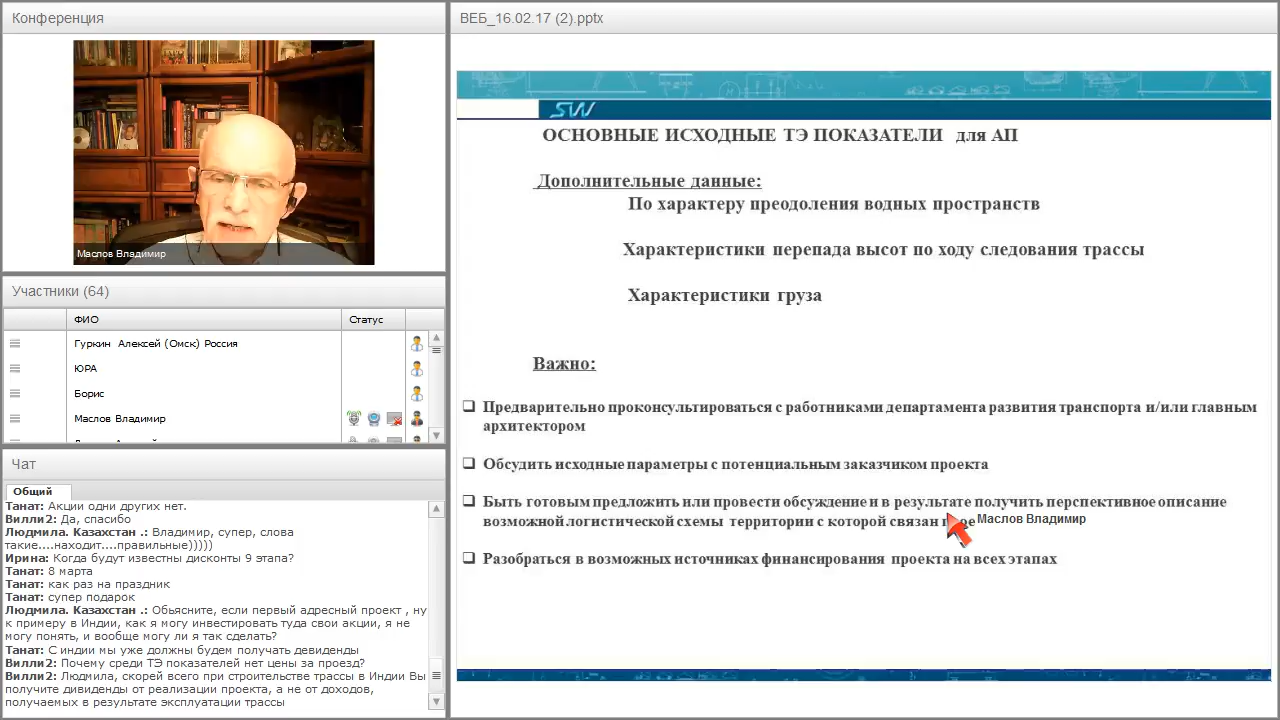 Конференция
Маслов Владимир
Участники (64)
ФИО
Статус
Гуркин Алексей (Омск) Россия
ЮРА
Борис
Маслов Владимир
Чат
Общий
Танат: Акции одни других нет.
Вилли2: Да, спасибо
Людмила. Казахстан .: Владимир, супер, слова
такие....находит....правильные)))))
Ирина: Когда будут известны дисконты 9 этапа?
Танат: 8 марта
Танат: как раз на праздник
Танат: супер подарок
Людмила. Казахстан .: Обьясните, если первый адресный проект , ну
к примеру в Индии, как я могу инвестировать туда свои акции, я не
могу понять, и вообще могу ли я так сделать?
Танат: С индии мы уже должны будем получать девиденды
Вилли2: Почему среди ТЭ показателей нет цены за проезд?
Вилли2: Людмила, скорей всего при стротительстве трассы в Индии Вы
получите дивиденды от реализации проекта, а не от доходов,
получаемых в результате эксплуатации трассы
ВЕБ_16.02.17 (2).pptx
SW
ОСНОВНЫЕ ИСХОДНЫЕ ТЭ ПОКАЗАТЕЛИ для АП
Дополнительные данные:
По характеру преодоления водных пространств
Характеристики перепада высот по ходу следования трассы
Характеристики груза
Важно:
❑ Предварительно проконсультироваться с работниками департамента развития транспорта и/или главным
архитектором
❑ Обсудить исходные параметры с потенциальным заказчиком проекта
❑ Быть готовым предложить или провести обсуждение и в результате получить перспективное описание
возможной логистической схемы территории с которой связан
Маслов Владимир
❑ Разобраться в возможных источниках финансирования проекта на всех этапах